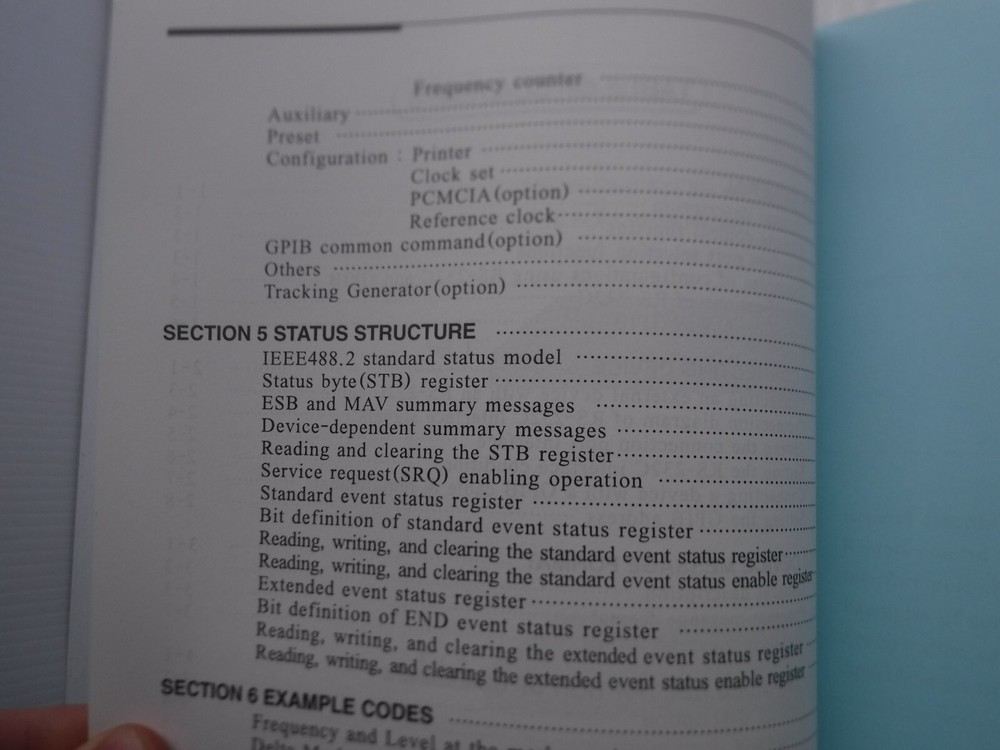 Frequency counter
Auxiliary
Preset
Configuration : Printer
Clock set
PCMCIA(option)
Reference clock
GPIB common command(option)
Others
Tracking Generator(option)
SECTION 5 STATUS STRUCTURE
IEEE488.2 standard status model
Status byte(STB) register
ESB and MAV summary messages
Device-dependent summary messages
Reading and clearing the STB register
Service request(SRQ) enabling operation
Standard event status register
Bit definition of standard event status register
Reading, writing, and clearing the standard event status register
Reading, writing, and clearing the standard event status enable register
Extended event status register
Bit definition of END event status register
Reading, writing, and clearing the extended event status register
Reading, writing, and clearing the extended event status enable register
SECTION 6 EXAMPLE CODES
Frequency and Level at the